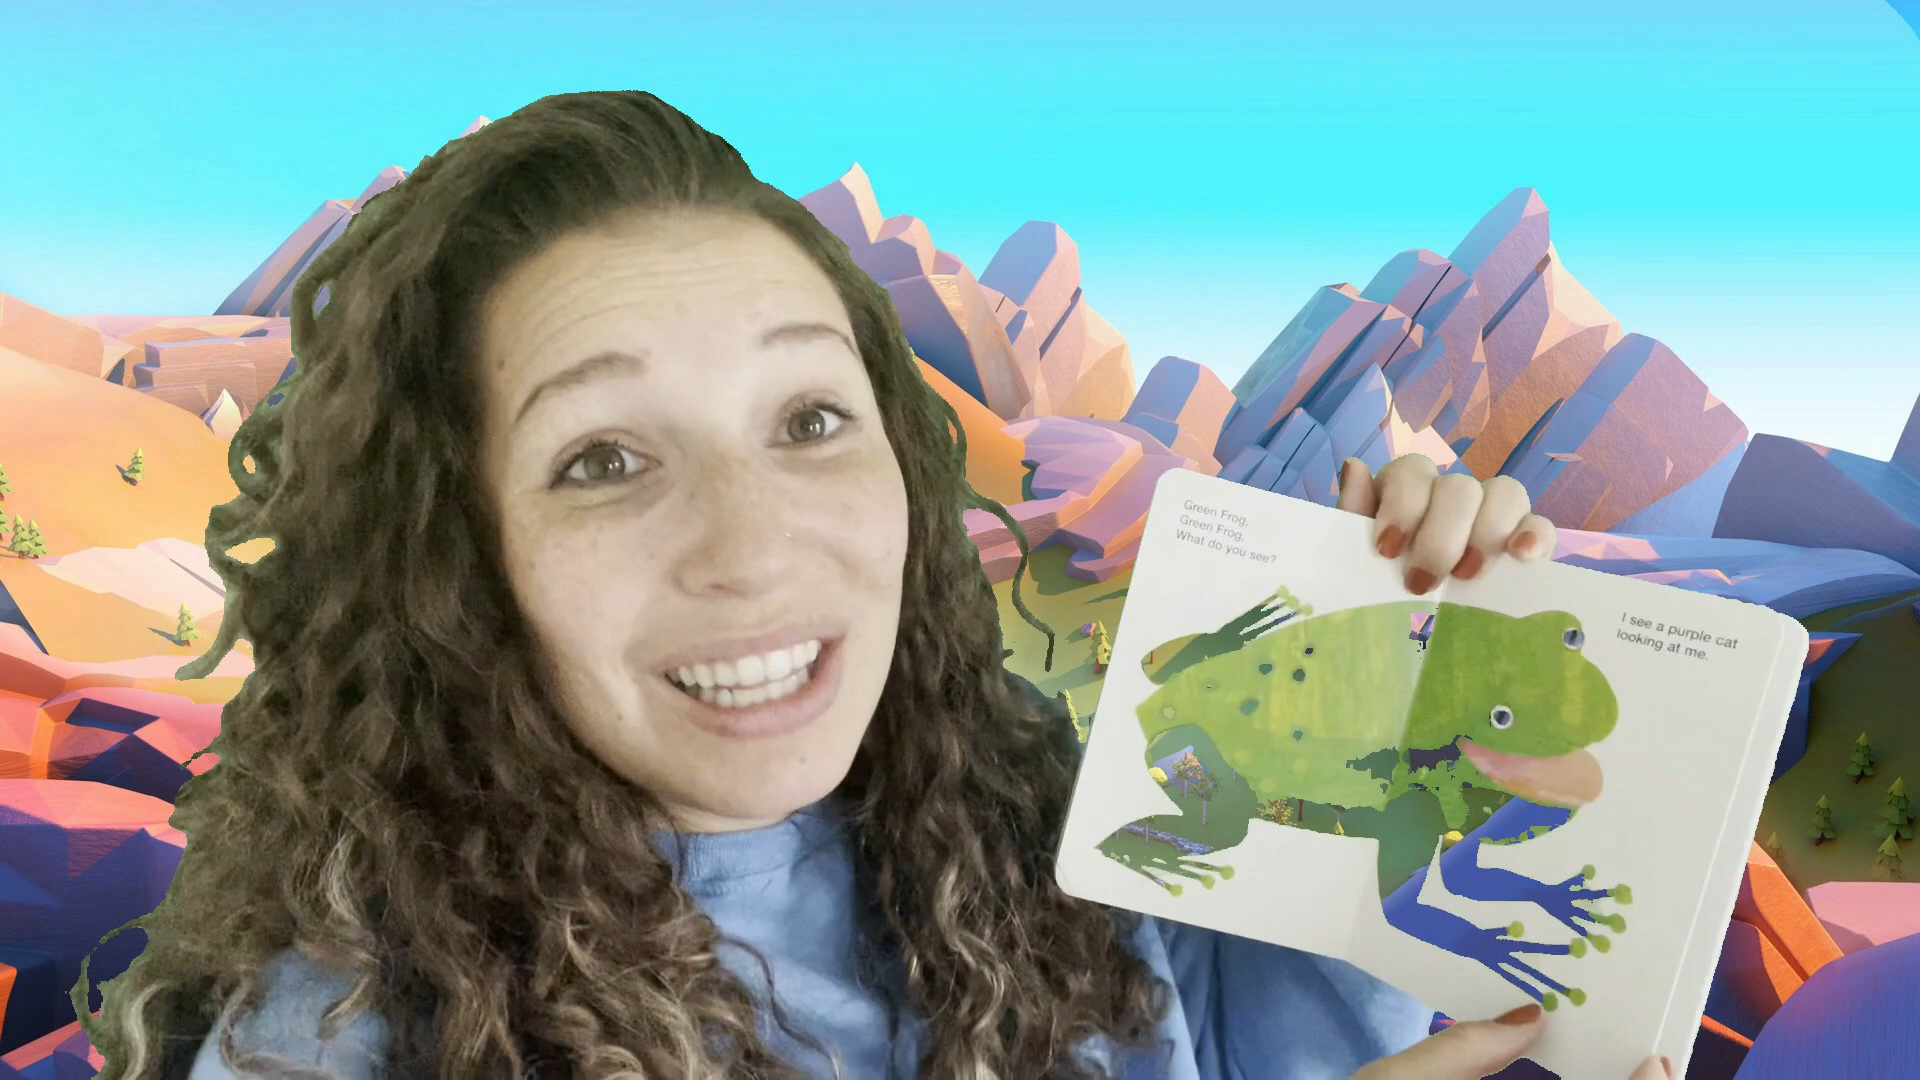 Green Frog,
Green Frog,
What do you see?
I see a purple cat
looking at me.